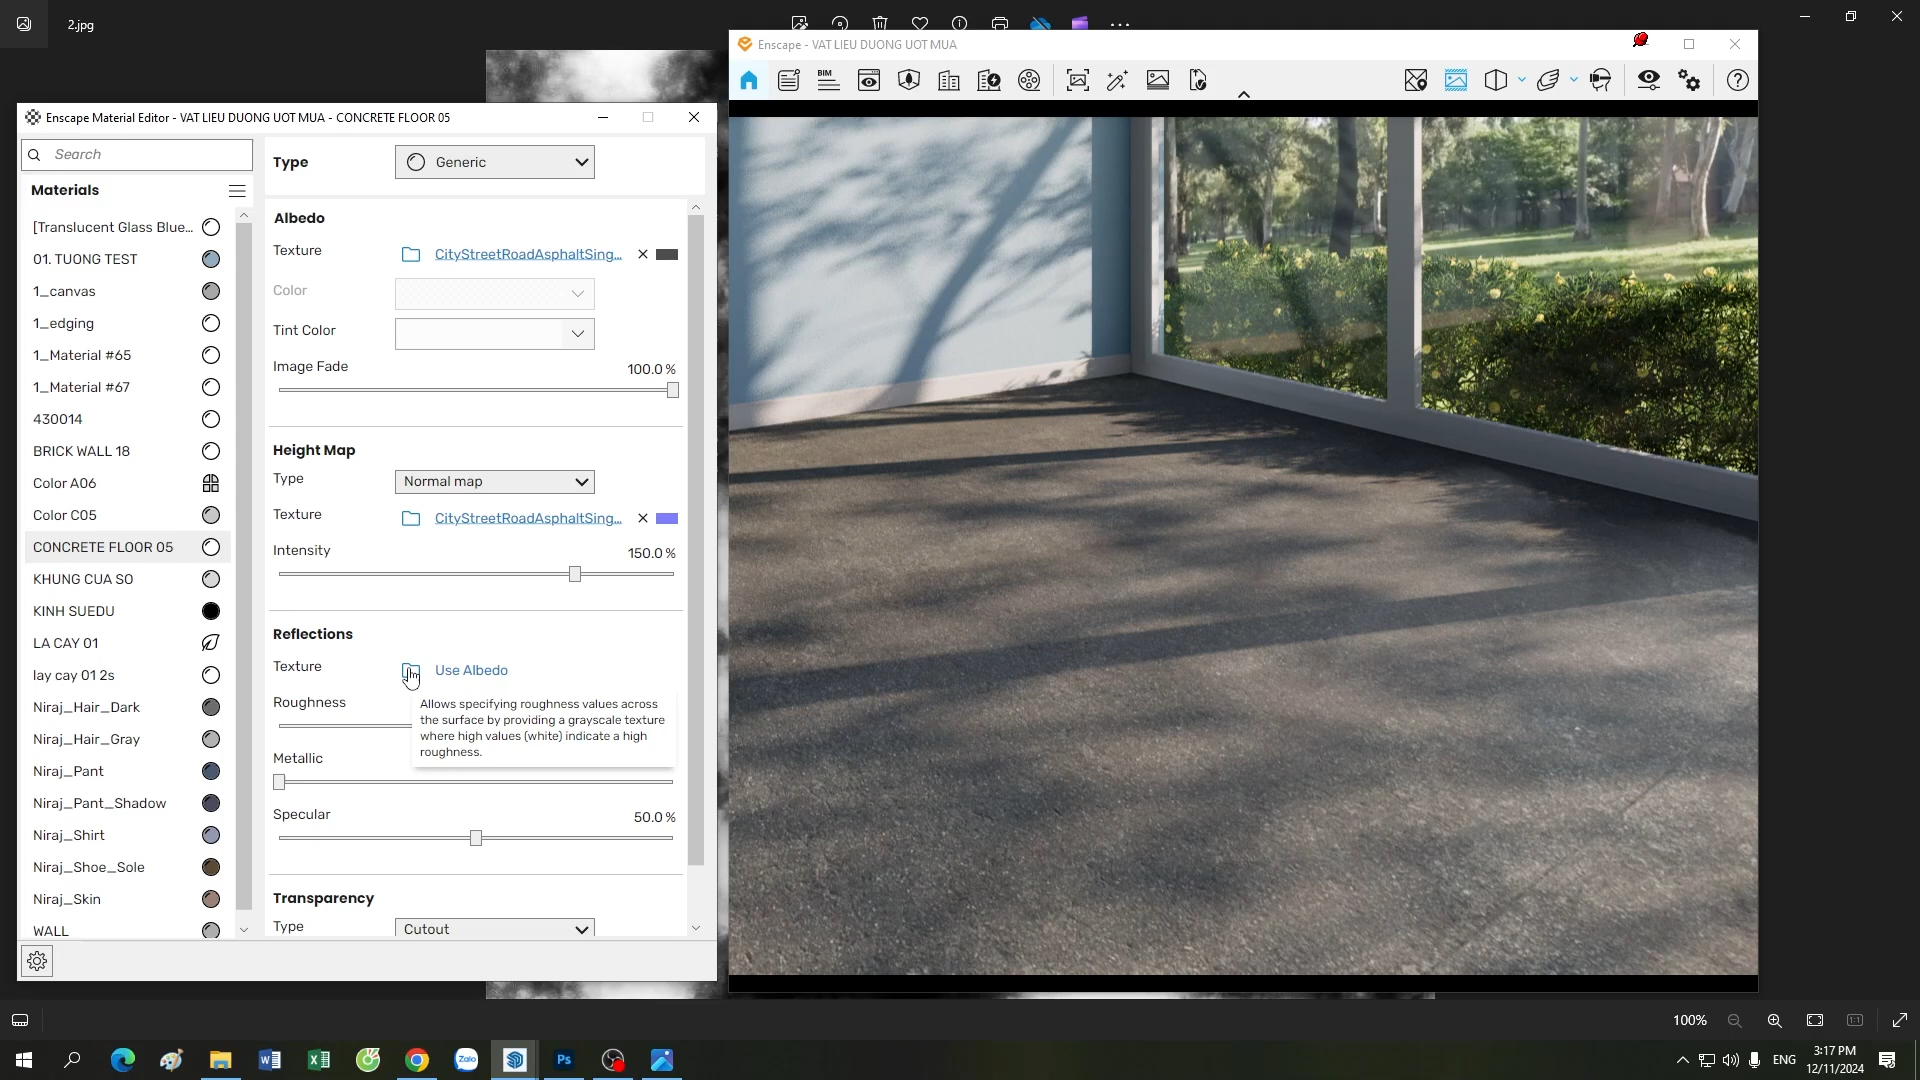 2.jpg
Enscape - VAT LIEU DUONG UOT MUA
BIM
Enscape Material Editor - VAT LIEU DUONG UOT MUA - CONCRETE FLOOR 05
Search
Materials
[Translucent Glass Blue...
01. TUONG TEST
1_canvas
1_edging
1_Material #65
1_Material #67
430014
BRICK WALL 18
Color A06
Color C05
CONCRETE FLOOR 05
KHUNG CUA SO
KINH SUEDU
LA CAY 01
lay cay 01 2s
Niraj_Hair_Dark
Niraj_Hair_Gray
Niraj_Pant
Niraj_Pant_Shadow
Niraj_Shirt
Niraj_Shoe_Sole
Niraj_Skin
WALL
Type Generic
Albedo
Texture CityStreetRoadAsphaltSing...
Color
Tint Color
Image Fade 100.0 %
Height Map
Type Normal map
Texture CityStreetRoadAsphaltSing...
Intensity 150.0 %
Reflections
Texture Use Albedo
Roughness
Allows specifying roughness values across
the surface by providing a grayscale texture
where high values (white) indicate a high
roughness.
Metallic
Specular 50.0 %
Transparency
Type Cutout
100%
1:1
Zalo
Ps
ENG
3:17 PM
12/11/2024